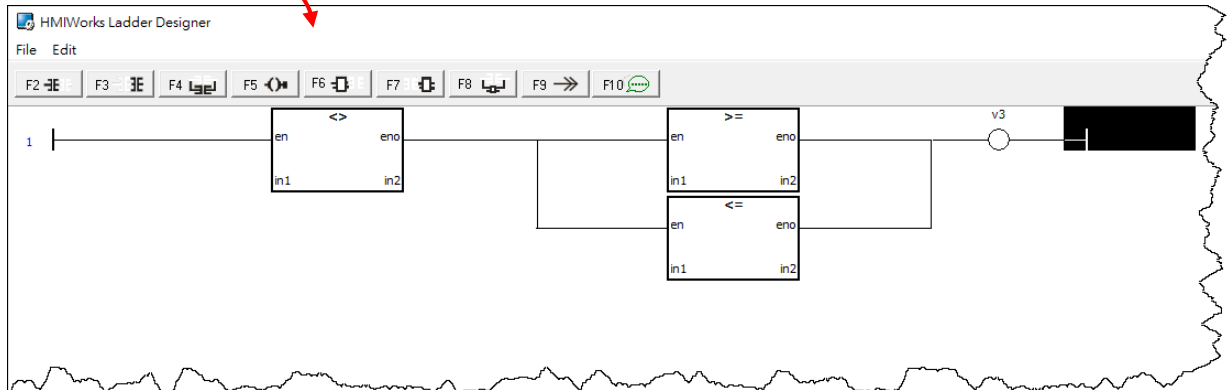 HMIWorks Ladder Designer
File Edit
F2 F3 F4 F5 F6 F7 F8 F9 F10
<> >= v3
1 en eno en eno
in1 in2 in1 in2
<=
en eno
in1 in2